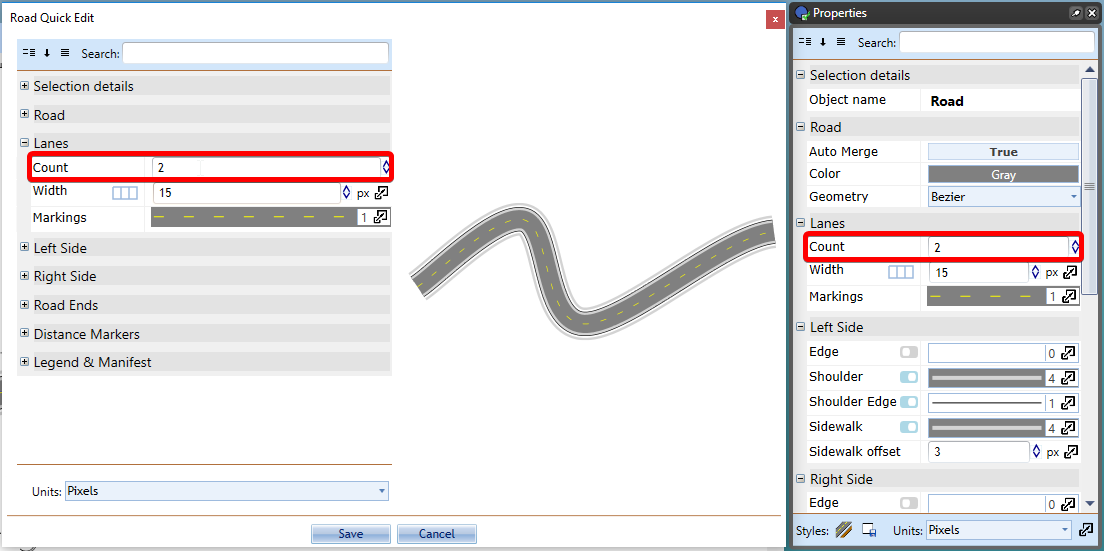 Road Quick Edit
x
Search:
Selection details
Road
Lanes
Count 2
Width 15 px
Markings 1
Left Side
Right Side
Road Ends
Distance Markers
Legend & Manifest
Units: Pixels
Save Cancel
Properties
Search:
Selection details
Object name Road
Road
Auto Merge True
Color Gray
Geometry Bezier
Lanes
Count 2
Width 15 px
Markings 1
Left Side
Edge 0
Shoulder 4
Shoulder Edge 1
Sidewalk 4
Sidewalk offset 3 px
Right Side
Edge 0
Styles: Units: Pixels